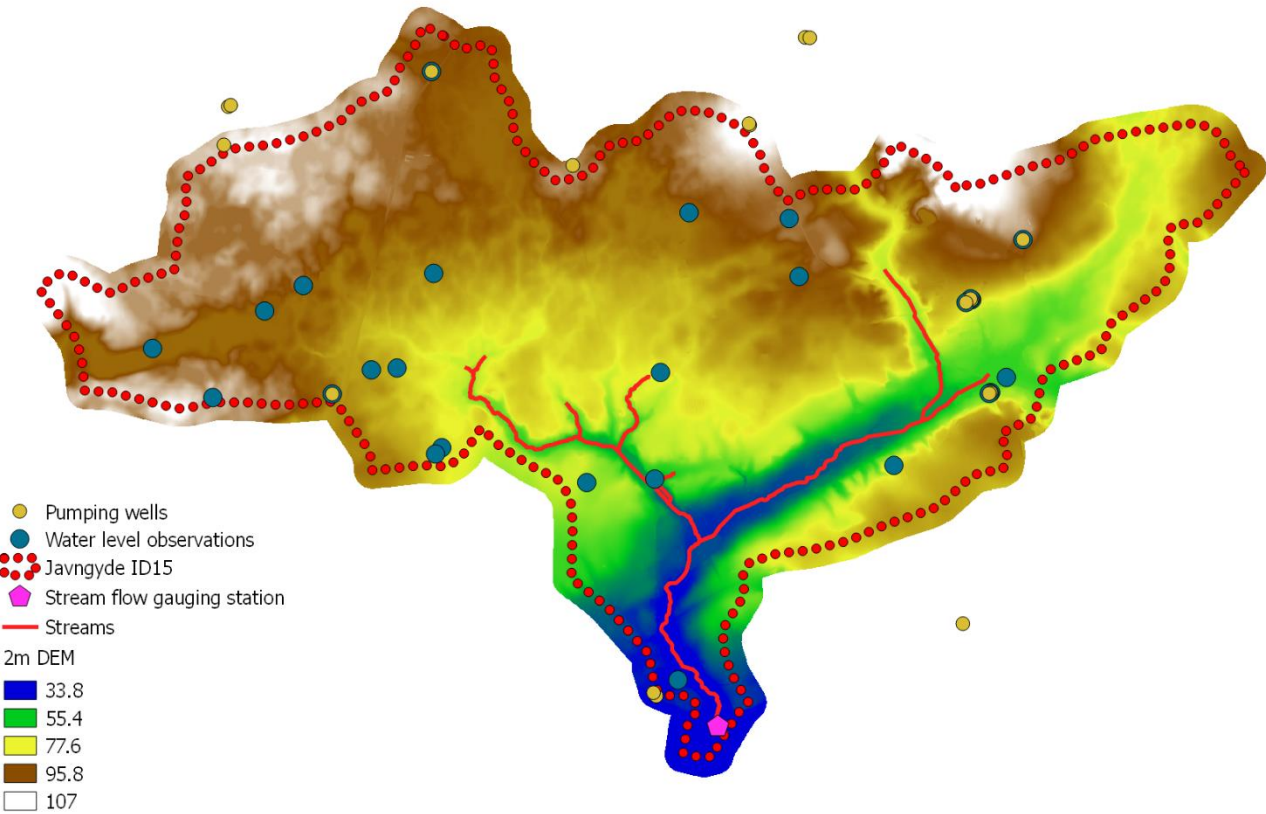 Pumping wells
Water level observations
Javngyde ID15
Stream flow gauging station
Streams
2m DEM
33.8
55.4
77.6
95.8
107